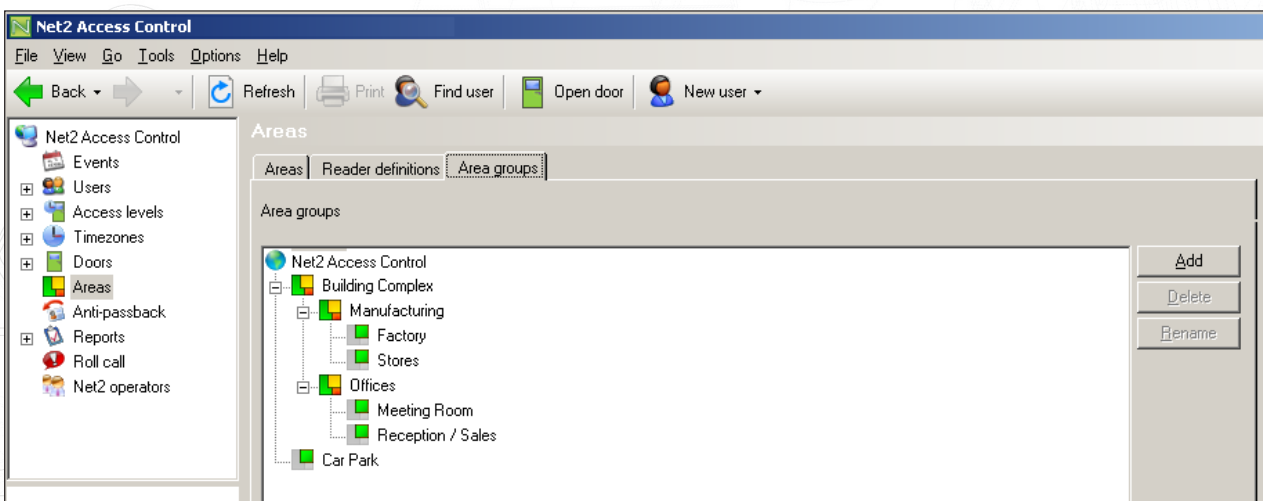 Net2 Access Control
File View Go Tools Options Help
Back Refresh Print Find user Open door New user
Net2 Access Control
Events
Users
Access levels
Timezones
Doors
Areas
Anti-passback
Reports
Roll call
Net2 operators
Areas
Areas Reader definitions Area groups
Area groups
Net2 Access Control
Building Complex
Manufacturing
Factory
Stores
Offices
Meeting Room
Reception / Sales
Car Park
Add
Delete
Rename